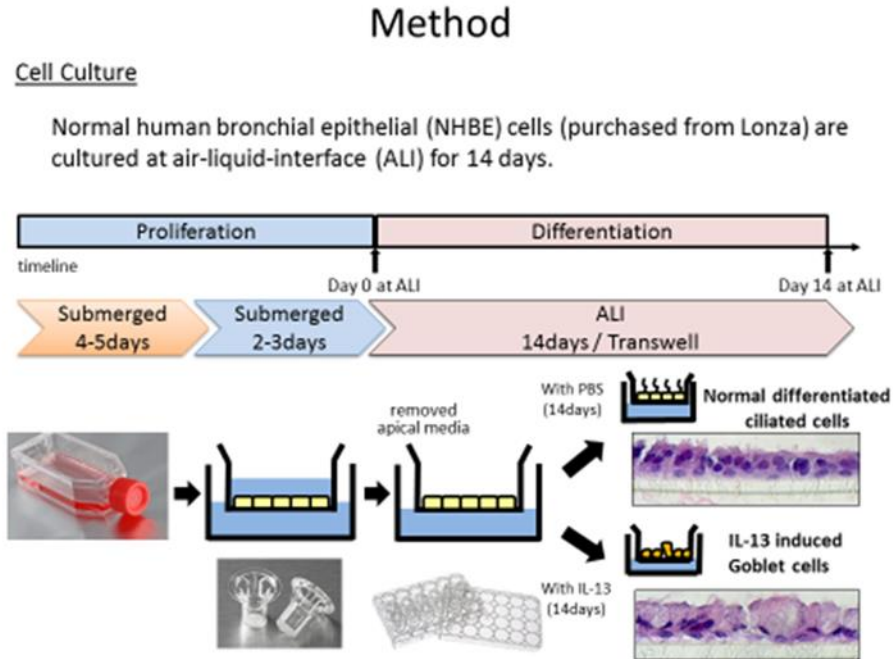 Method
Cell Culture
Normal human bronchial epithelial (NHBE) cells (purchased from Lonza) are
cultured at air-liquid-interface (ALI) for 14 days.
Proliferation
Differentiation
timeline
Day 0 at ALI
Day 14 at ALI
Submerged
4-5days
Submerged
2-3days
ALI
14days / Transwell
removed
apical media
With PBS
(14days)
Normal differentiated
ciliated cells
With IL-13
(14days)
IL-13 induced
Goblet cells